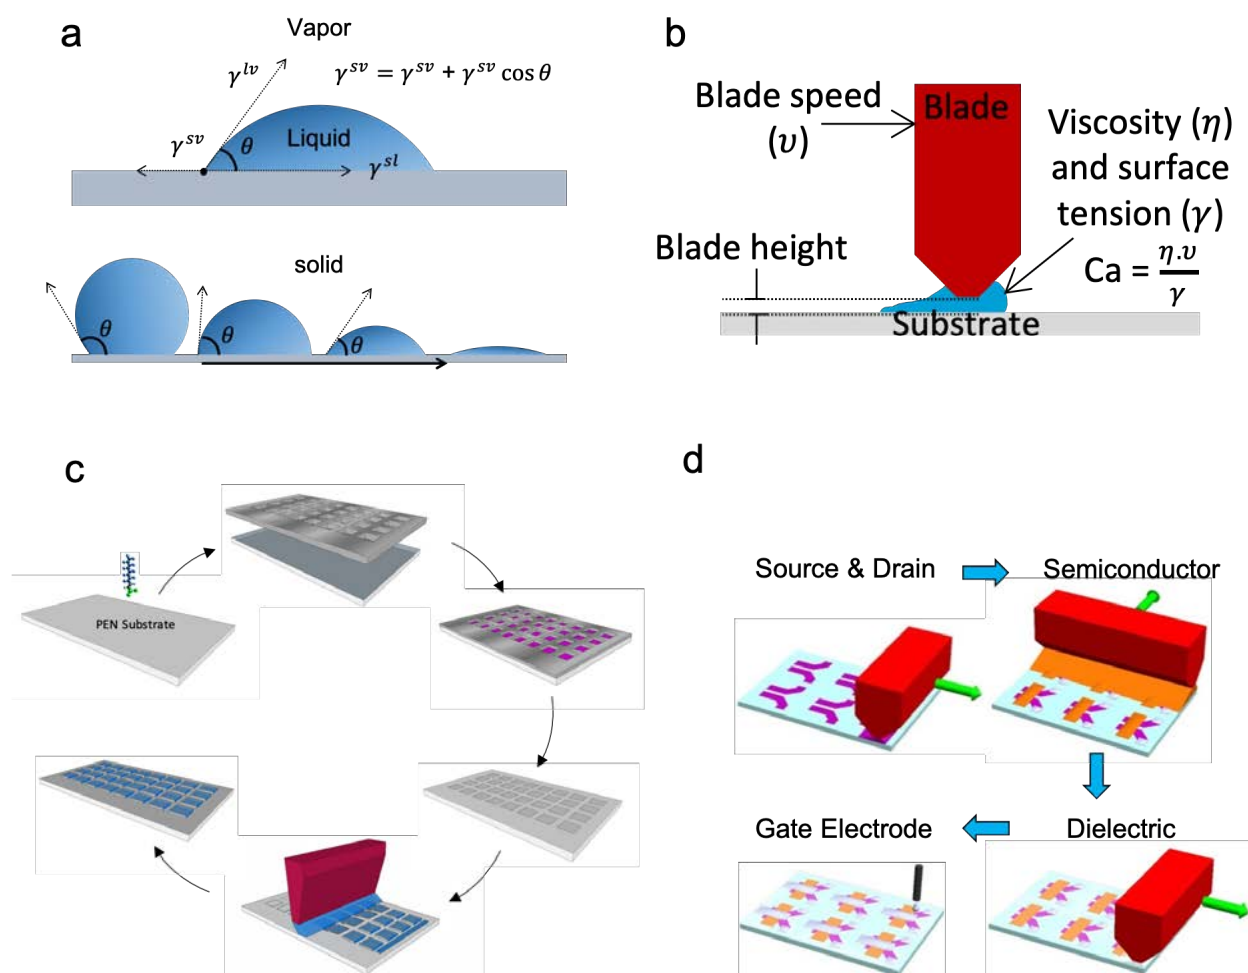 a
Vapor
γ^{lv}
γ^{sv} = γ^{sv} + γ^{sv} cos θ
γ^{sv}
θ
Liquid
γ^{sl}
solid
θ
θ
θ
b
Blade speed
(υ)
Blade
Viscosity (η)
and surface
tension (γ)
Ca = η.υ/γ
Blade height
Substrate
c
PEN Substrate
d
Source & Drain
Semiconductor
Gate Electrode
Dielectric